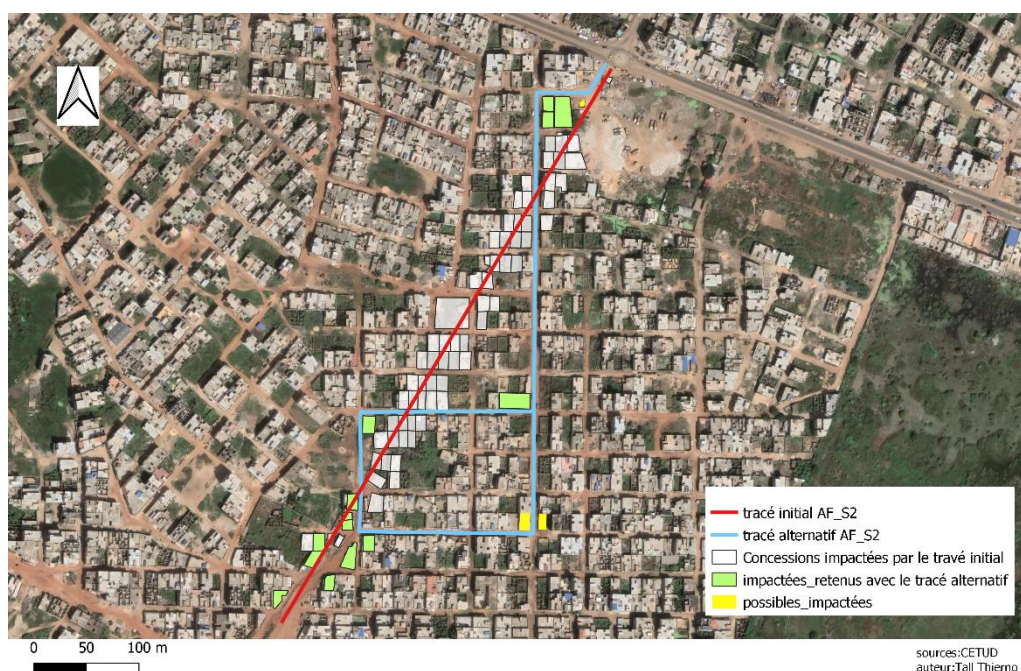 tracé initial AF_S2
tracé alternatif AF_S2
Concessions impactées par le travé initial
impactées_retenus avec le tracé alternatif
possibles_impactées
0 50 100 m
sources:CETUD
auteur:Tall Thierno